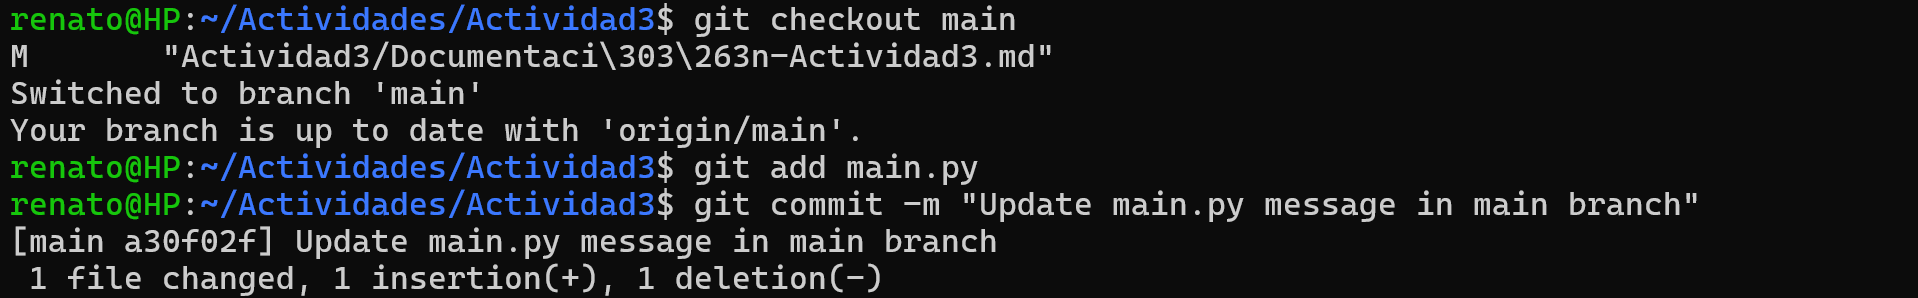 renato@HP:~/Actividades/Actividad3$ git checkout main
M       "Actividad3/Documentaci\303\263n-Actividad3.md"
Switched to branch 'main'
Your branch is up to date with 'origin/main'.
renato@HP:~/Actividades/Actividad3$ git add main.py
renato@HP:~/Actividades/Actividad3$ git commit -m "Update main.py message in main branch"
[main a30f02f] Update main.py message in main branch
 1 file changed, 1 insertion(+), 1 deletion(-)